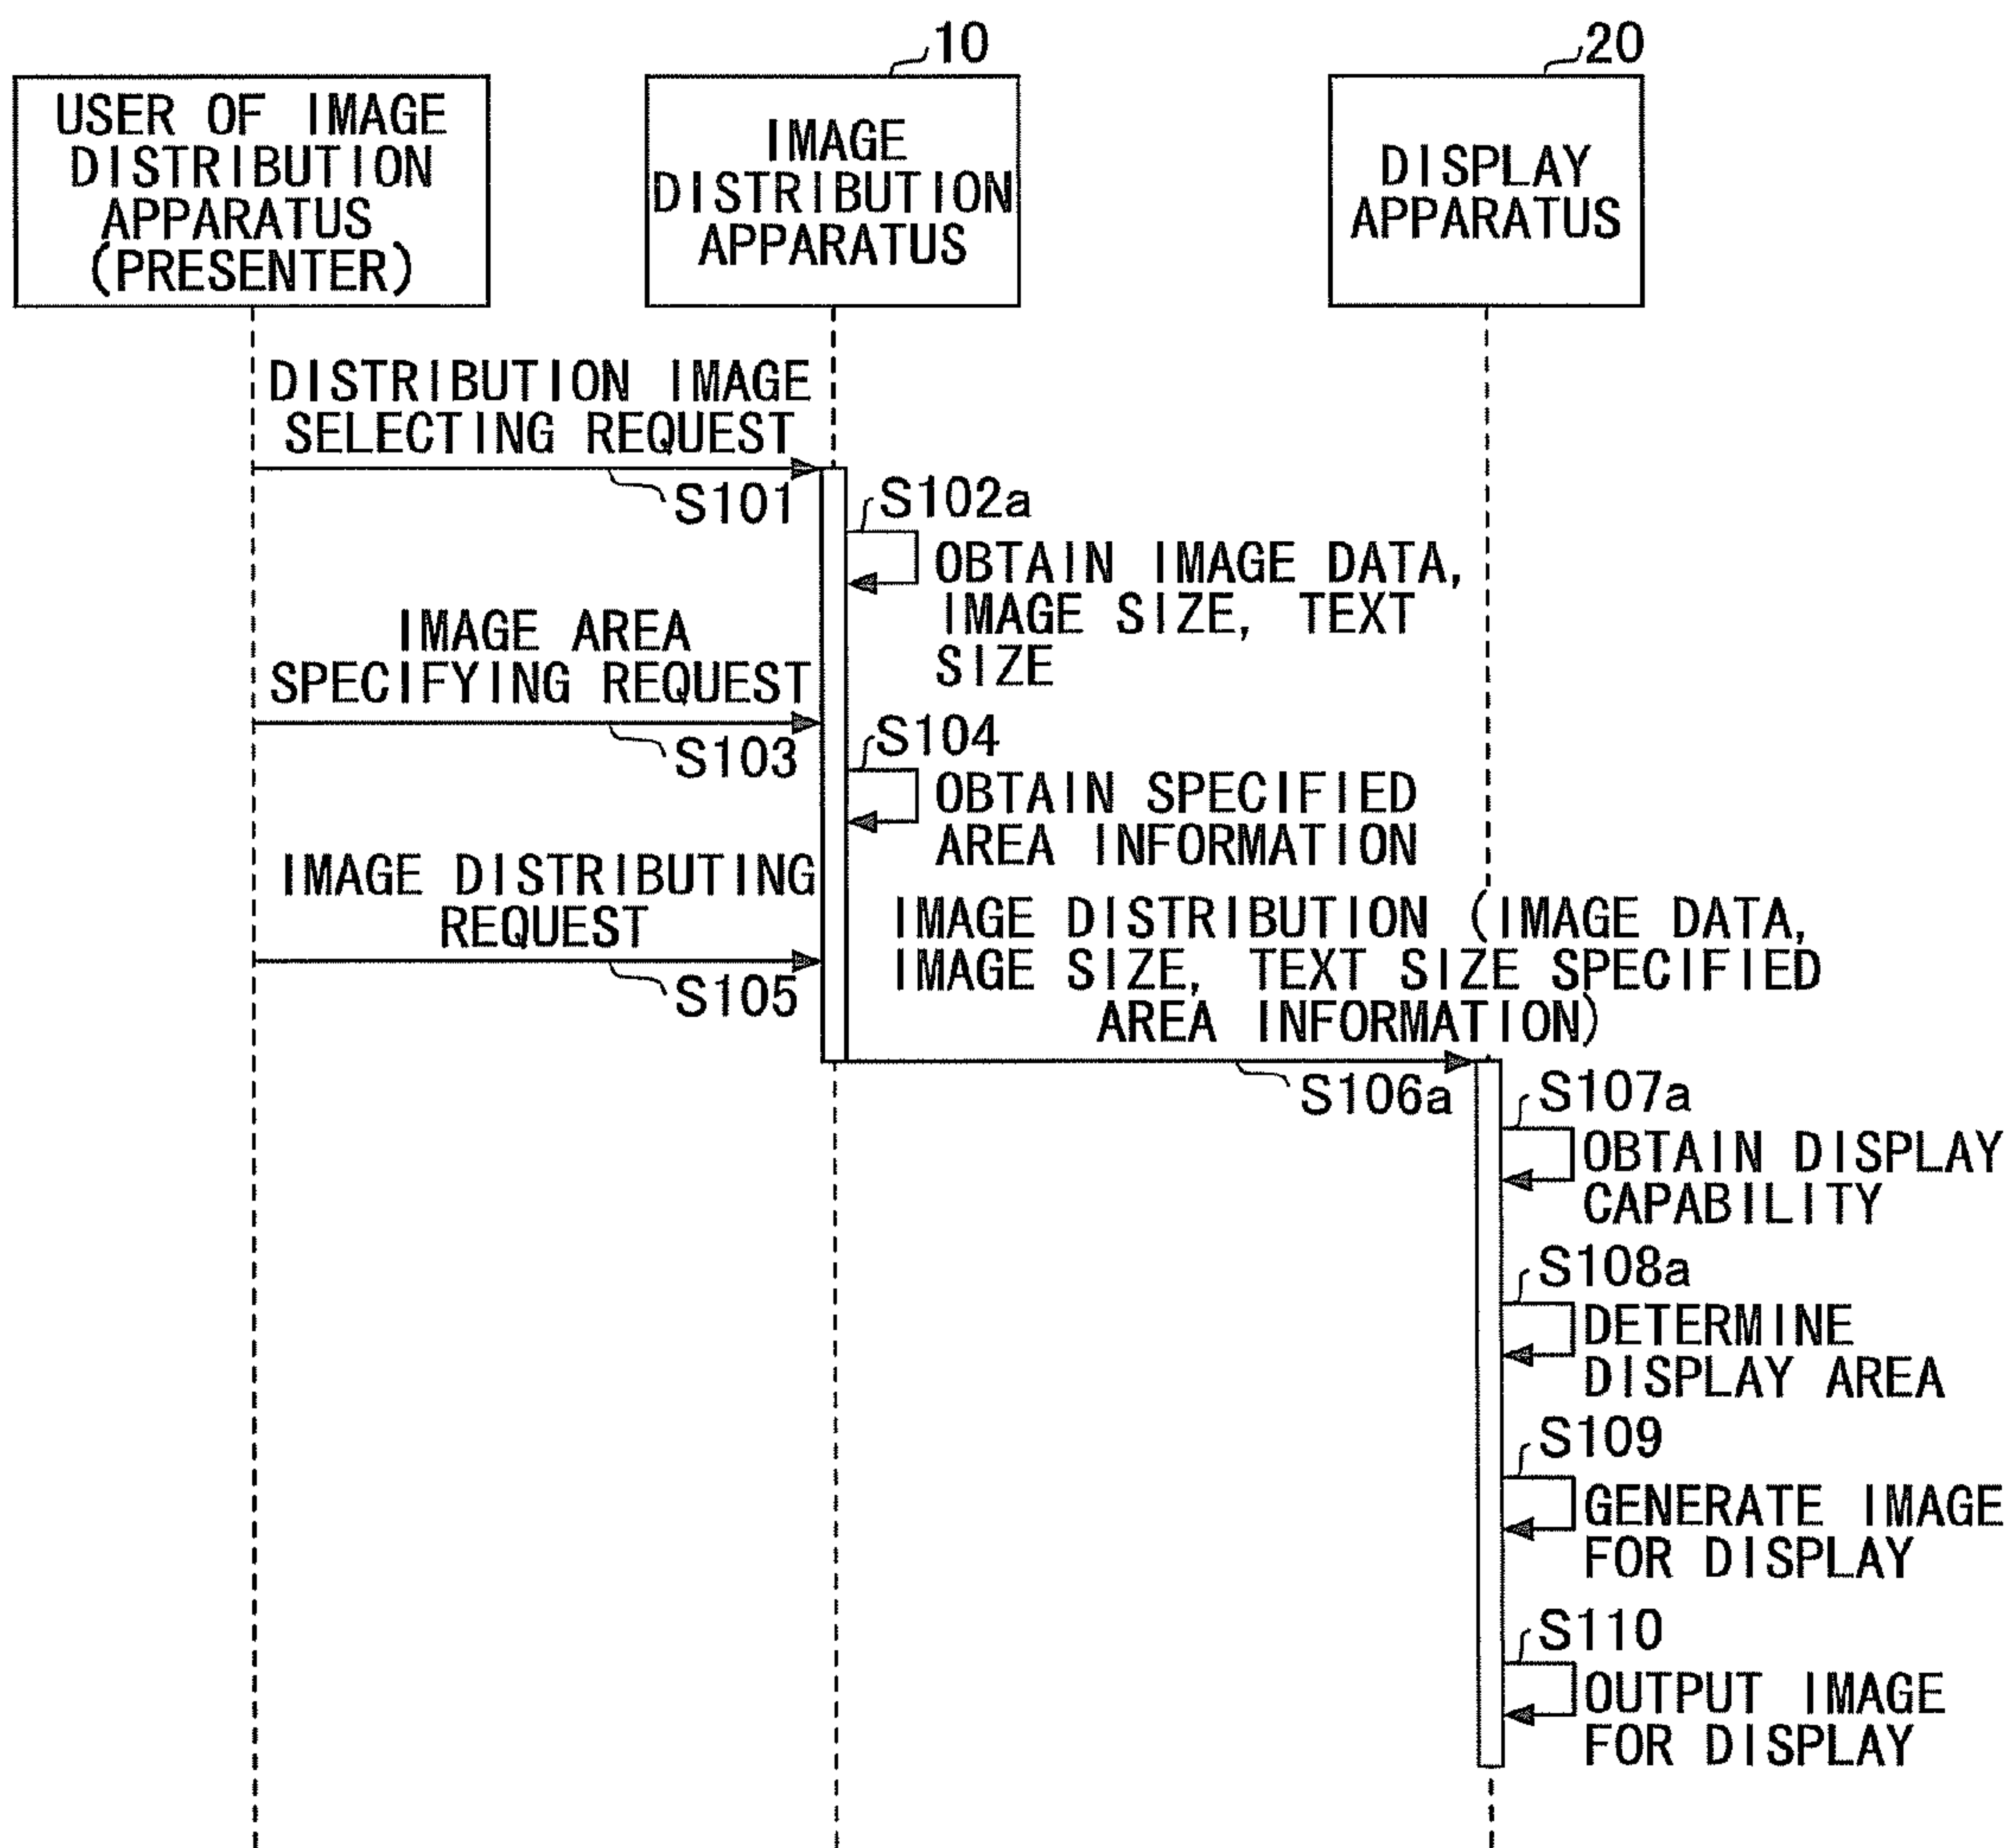 10
20
USER OF IMAGE
DISTRIBUTION
APPARATUS
(PRESENTER)
IMAGE
DISTRIBUTION
APPARATUS
DISPLAY
APPARATUS
DISTRIBUTION IMAGE
SELECTING REQUEST
S101
S102a
OBTAIN IMAGE DATA,
IMAGE SIZE, TEXT
SIZE
IMAGE AREA
SPECIFYING REQUEST
S103
S104
OBTAIN SPECIFIED
AREA INFORMATION
IMAGE DISTRIBUTING
REQUEST
S105
IMAGE DISTRIBUTION (IMAGE DATA,
IMAGE SIZE, TEXT SIZE SPECIFIED
AREA INFORMATION)
S106a
S107a
OBTAIN DISPLAY
CAPABILITY
S108a
DETERMINE
DISPLAY AREA
S109
GENERATE IMAGE
FOR DISPLAY
S110
OUTPUT IMAGE
FOR DISPLAY